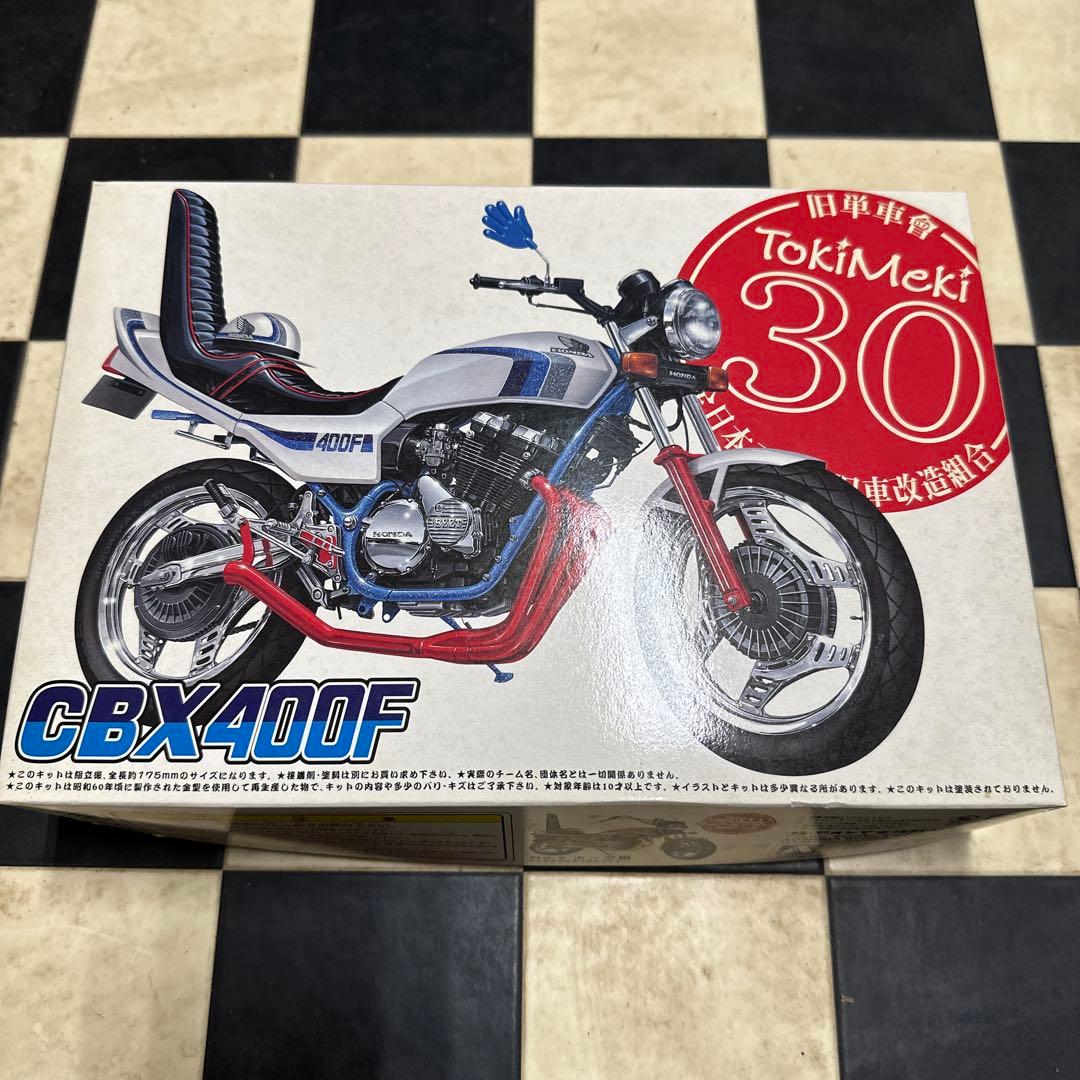 旧単車會
TokiMeki
30
全日本
旧車改造組合
HONDA
HONDA
HONDA
400F
HONDA
CBX400F
★このキットは組立後、全長約175mmのサイズになります。★接着剤・塗料は別にお買い求め下さい。★実際のチーム名、団体名とは一切関係ありません。
★このキットは昭和60年頃に製作された金型を使用して再生産した物で、キットの内容や多少のバリ・キズはご了承下さい。★対象年齢は10才以上です。★イラストとキットは多少異なる所があります。★このキットは塗装されておりません。
注意